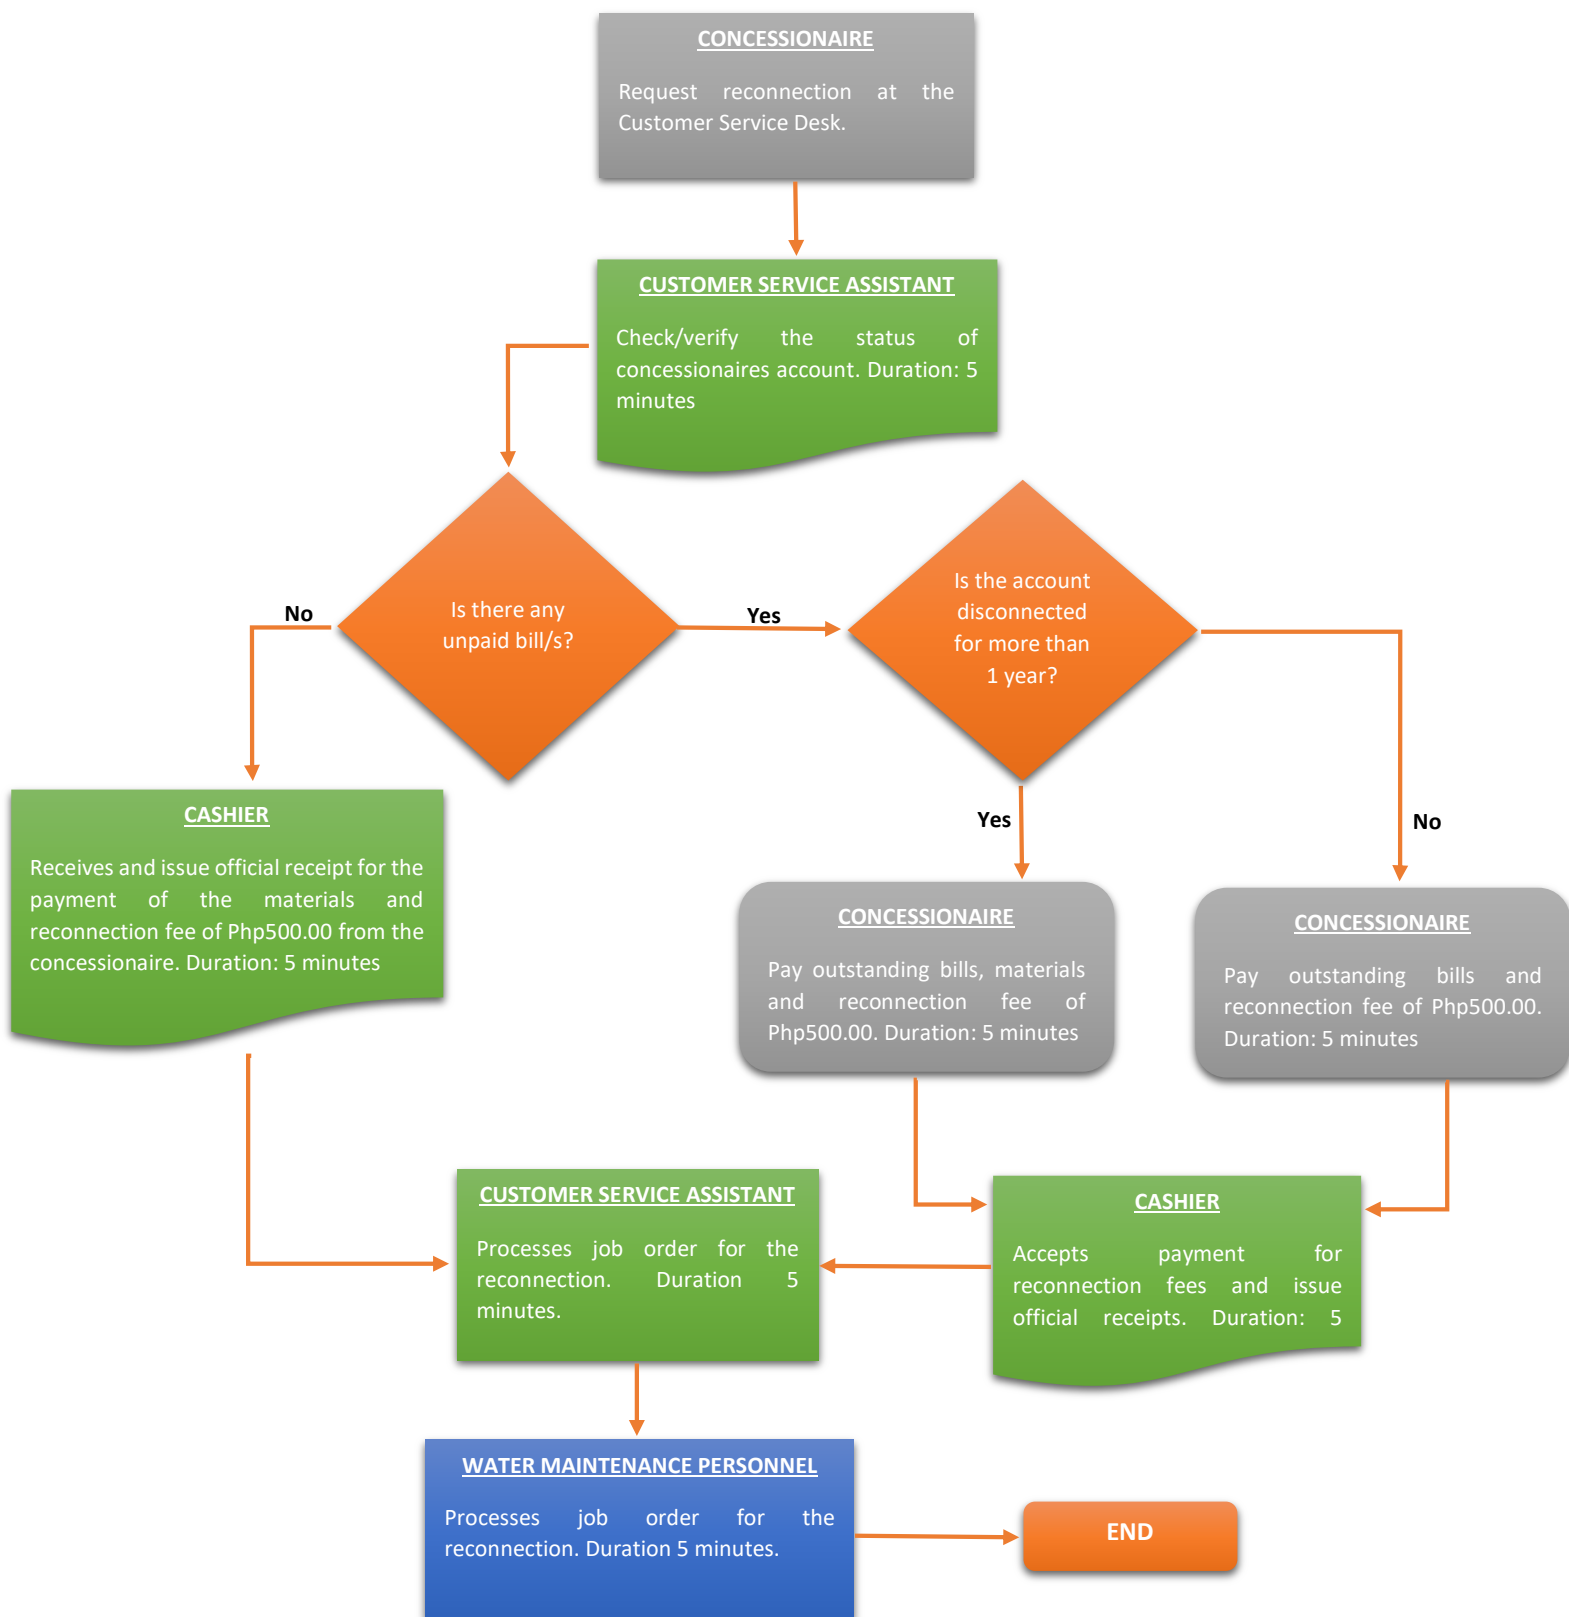 CONCESSIONAIRE
Request reconnection at the
Customer Service Desk.
CUSTOMER SERVICE ASSISTANT
Check/verify the status of
concessionaires account. Duration: 5
minutes
Is there any
unpaid bill/s?
No
Yes
Is the account
disconnected
for more than
1 year?
Yes
No
CASHIER
Receives and issue official receipt for the
payment of the materials and
reconnection fee of Php500.00 from the
concessionaire. Duration: 5 minutes
CONCESSIONAIRE
Pay outstanding bills, materials
and reconnection fee of
Php500.00. Duration: 5 minutes
CONCESSIONAIRE
Pay outstanding bills and
reconnection fee of Php500.00.
Duration: 5 minutes
CUSTOMER SERVICE ASSISTANT
Processes job order for the
reconnection. Duration 5
minutes.
CASHIER
Accepts payment for
reconnection fees and issue
official receipts. Duration: 5
WATER MAINTENANCE PERSONNEL
Processes job order for the
reconnection. Duration 5 minutes.
END